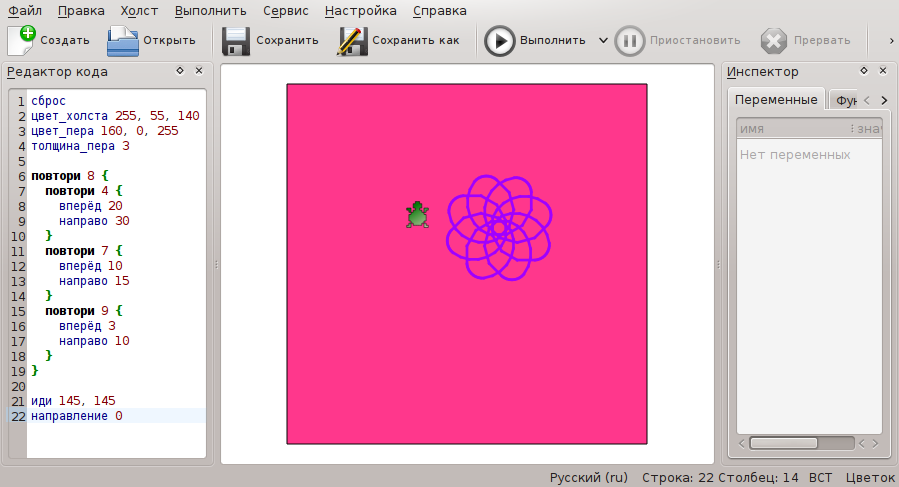 Файл Правка Холст Выполнить Сервис Настройка Справка
Создать Открыть Сохранить Сохранить как Выполнить Приостановить Прервать
Редактор кода
Инспектор
1 сброс
2 цвет_холста 255, 55, 140
3 цвет_пера 160, 0, 255
4 толщина_пера 3
5
6 повтори 8 {
7 повтори 4 {
8 вперёд 20
9 направо 30
10 }
11 повтори 7 {
12 вперёд 10
13 направо 15
14 }
15 повтори 9 {
16 вперёд 3
17 направо 10
18 }
19 }
20
21 иди 145, 145
22 направление 0
Переменные Фун
имя знач
Нет переменных
Русский (ru) Строка: 22 Столбец: 14 ВСТ Цветок